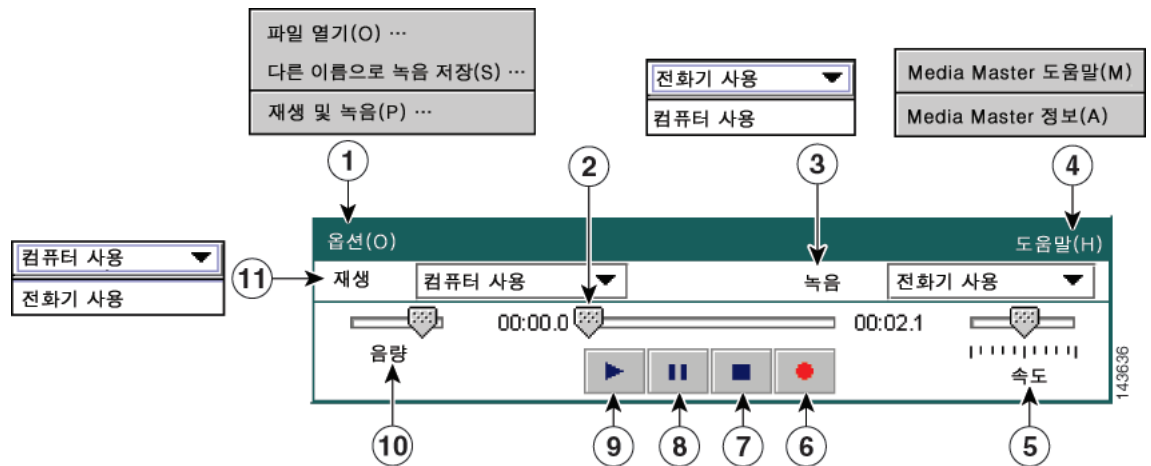 파일 열기(O) ...
다른 이름으로 녹음 저장(S) ...
재생 및 녹음(P) ...
전화기 사용
컴퓨터 사용
Media Master 도움말(M)
Media Master 정보(A)
1
2
3
4
옵션(O)
도움말(H)
컴퓨터 사용
전화기 사용
11
재생
컴퓨터 사용
녹음
전화기 사용
00:00.0
00:02.1
음량
속도
143636
10
9
8
7
6
5